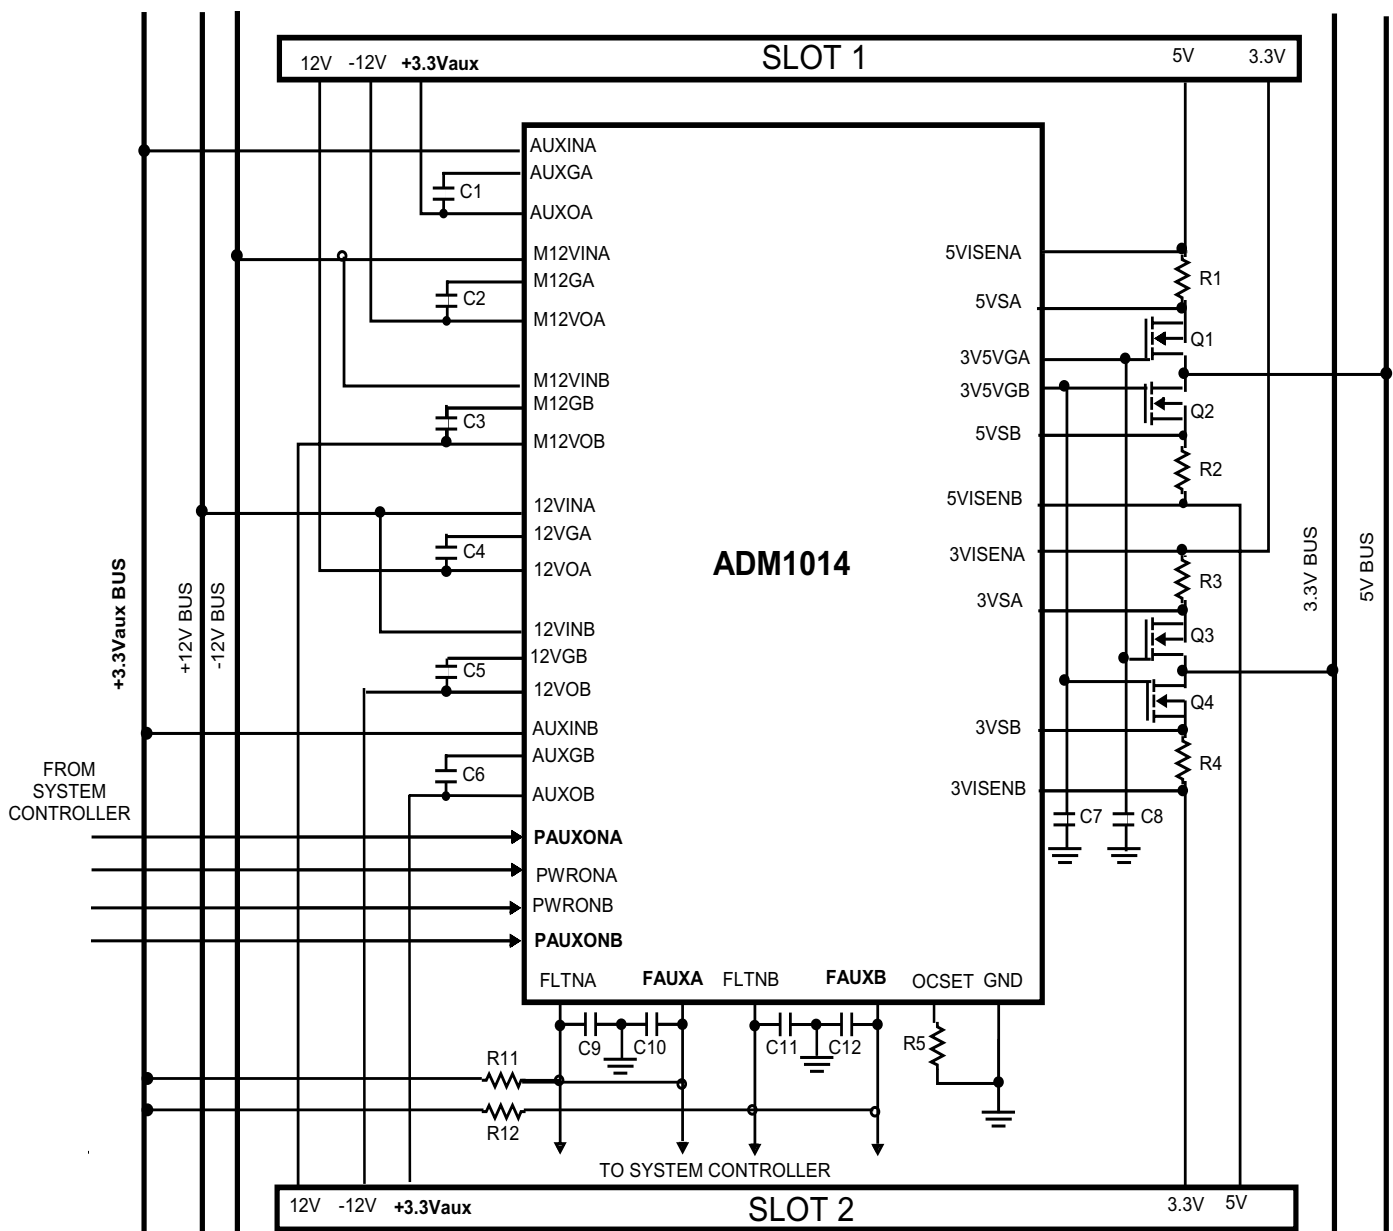 SLOT 1
12V -12V +3.3Vaux 5V 3.3V
AUXINA
AUXGA
C1
AUXOA
M12VINA
M12GA
C2
M12VOA
M12VINB
M12GB
C3
M12VOB
12VINA
12VGA
C4
12VOA
12VINB
12VGB
C5
12VOB
AUXINB
AUXGB
C6
AUXOB
PAUXONA
PWRONA
PWRONB
PAUXONB
+3.3Vaux BUS
+12V BUS
-12V BUS
FROM
SYSTEM
CONTROLLER
ADM1014
5VISENA
R1
5VSA
Q1
3V5VGA
3V5VGB
Q2
5VSB
R2
5VISENB
3VISENA
R3
3VSA
Q3
Q4
3VSB
R4
3VISENB
C7 C8
3.3V BUS
5V BUS
FLTNA FAUXA FLTNB FAUXB OCSET GND
C9 C10 C11 C12 R5
R11
R12
TO SYSTEM CONTROLLER
12V -12V +3.3Vaux 3.3V 5V
SLOT 2